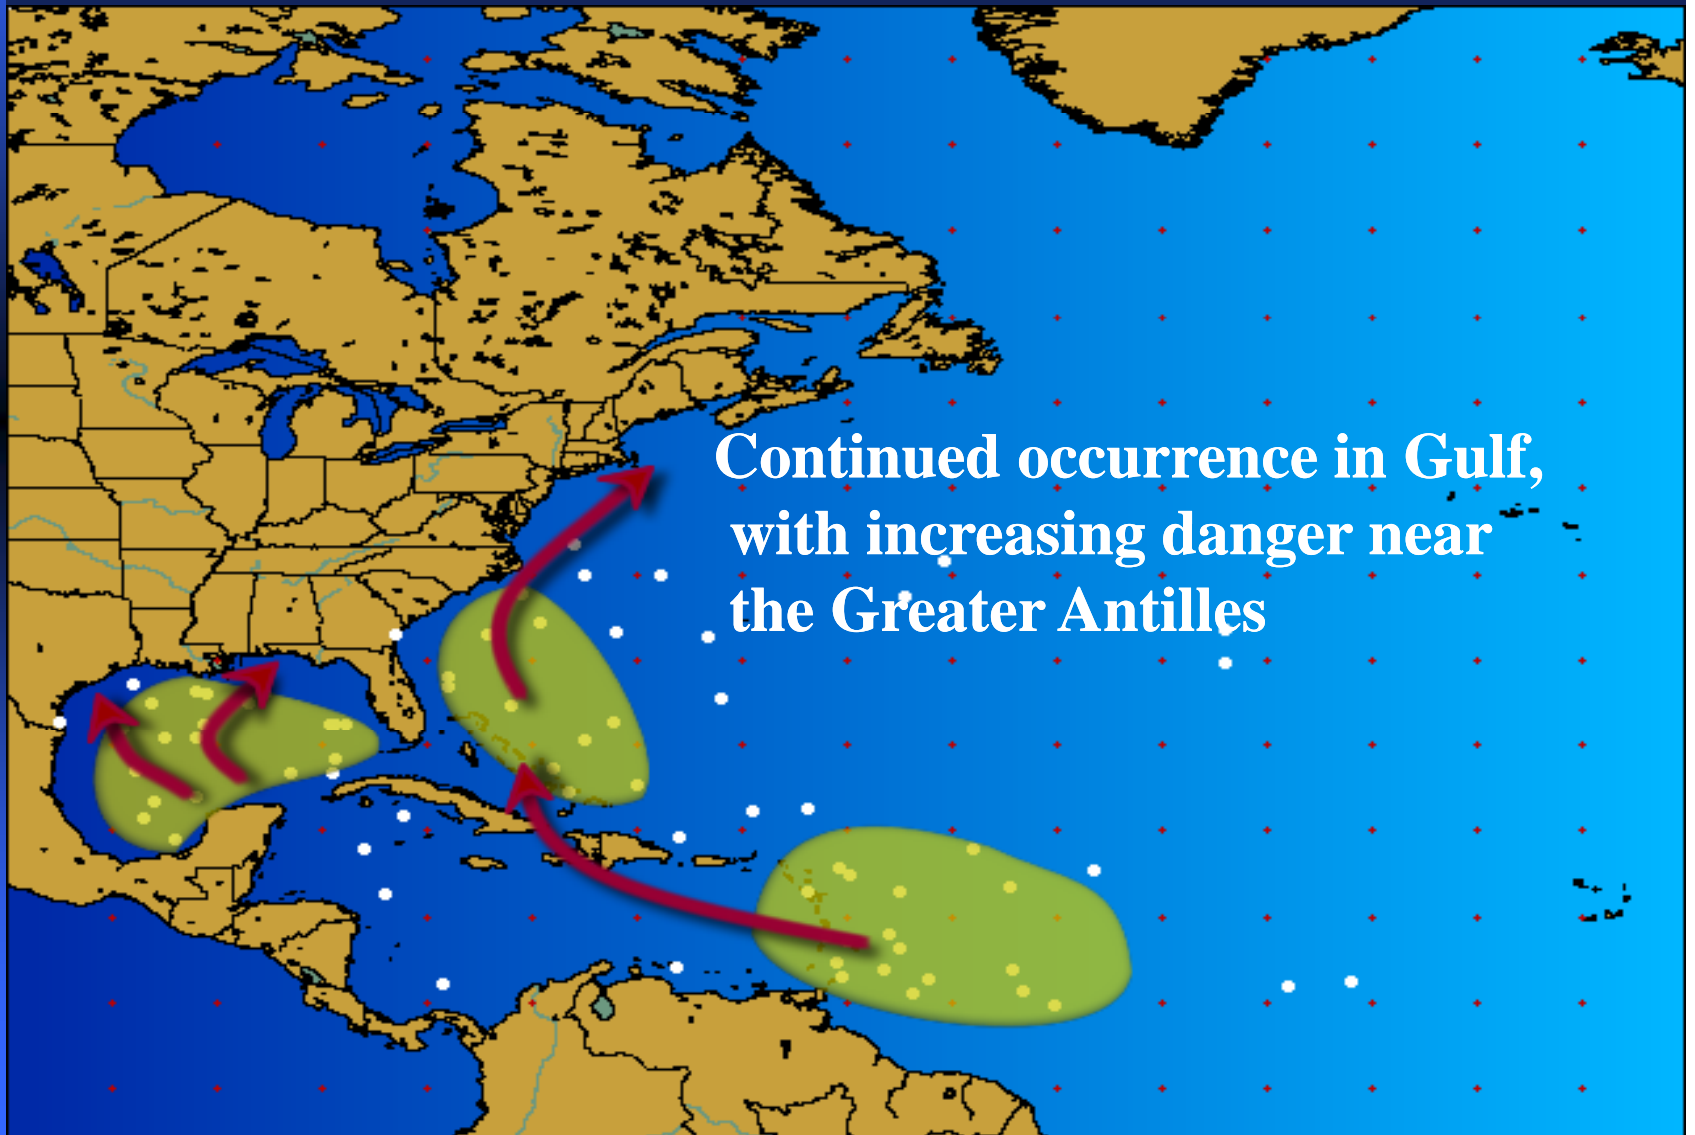 Continued occurrence in Gulf,
with increasing danger near
the Greater Antilles